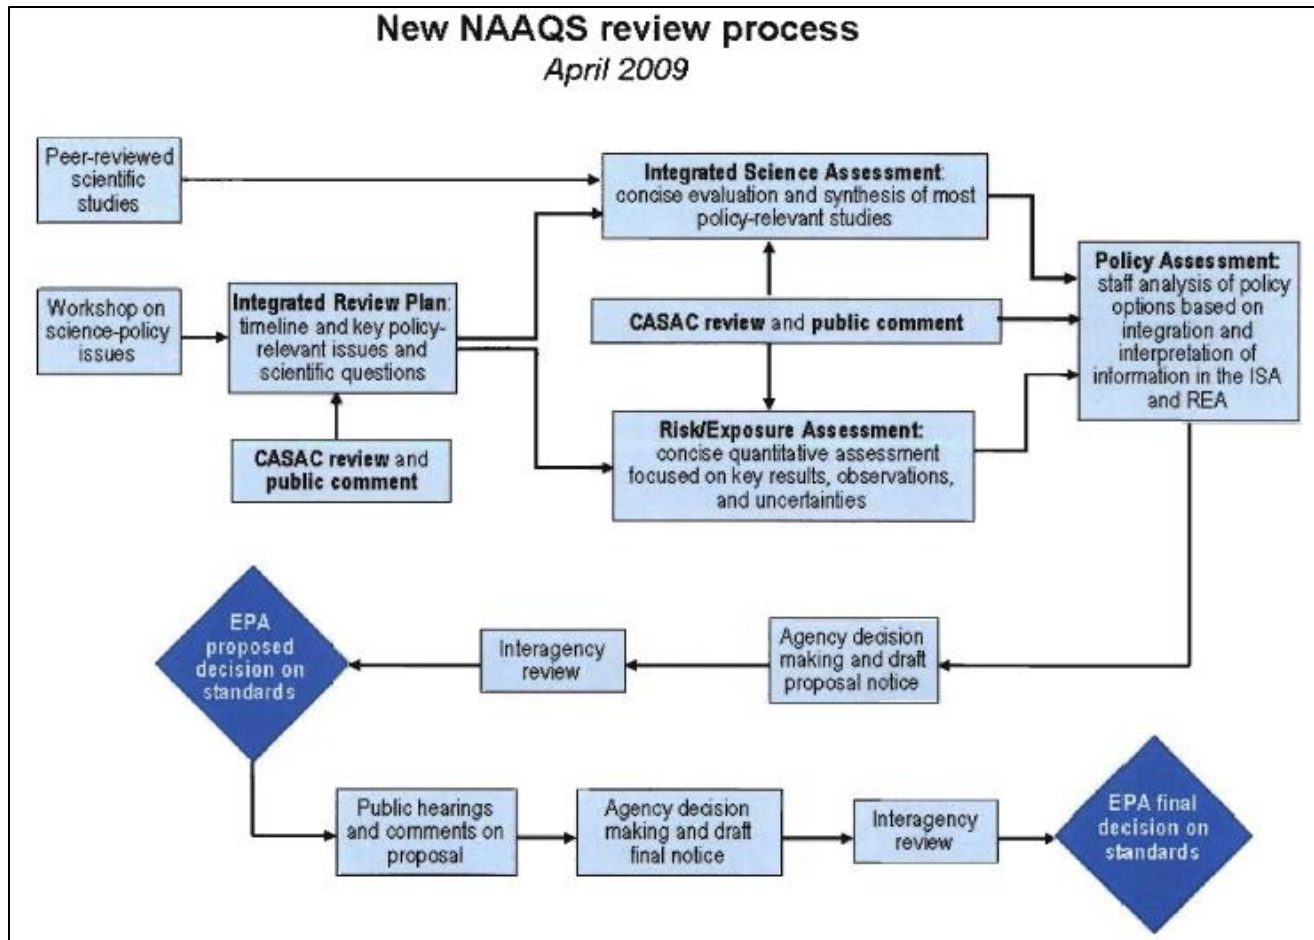 New NAAQS review process
April 2009
Peer-reviewed
scientific
studies
Integrated Science Assessment:
concise evaluation and synthesis of most
policy-relevant studies
Workshop on
science-policy
issues
Integrated Review Plan:
timeline and key policy-
relevant issues and
scientific questions
CASAC review and public comment
Policy Assessment:
staff analysis of policy
options based on
integration and
interpretation of
information in the ISA
and REA
CASAC review and
public comment
Risk/Exposure Assessment:
concise quantitative assessment
focused on key results, observations,
and uncertainties
EPA
proposed
decision on
standards
Interagency
review
Agency decision
making and draft
proposal notice
Public hearings
and comments on
proposal
Agency decision
making and draft
final notice
Interagency
review
EPA final
decision on
standards